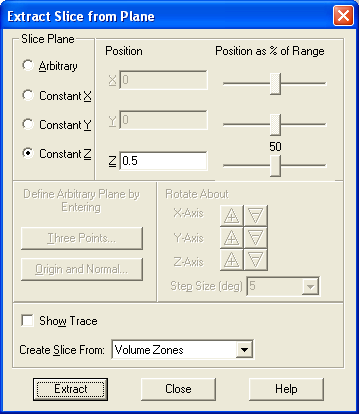 Extract Slice from Plane
Slice Plane
Position
Position as % of Range
Arbitrary
X 0
Constant X
Y 0
Constant Y
50
Constant Z
Z 0.5
Define Arbitrary Plane by
Entering
Rotate About
X-Axis
Three Points...
Y-Axis
Origin and Normal...
Z-Axis
Step Size (deg) 5
Show Trace
Create Slice From: Volume Zones
Extract Close Help